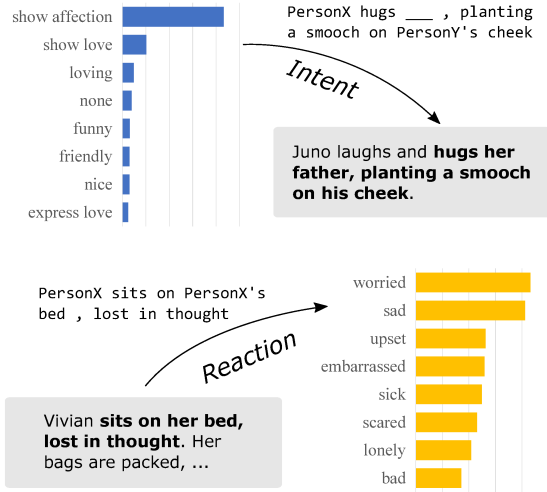 show affection
show love
loving
none
funny
friendly
nice
express love
PersonX hugs ___ , planting
a smooch on PersonY's cheek
Intent
Juno laughs and hugs her
father, planting a smooch
on his cheek.
PersonX sits on PersonX's
bed , lost in thought
Reaction
Vivian sits on her bed,
lost in thought. Her
bags are packed, ...
worried
sad
upset
embarrassed
sick
scared
lonely
bad